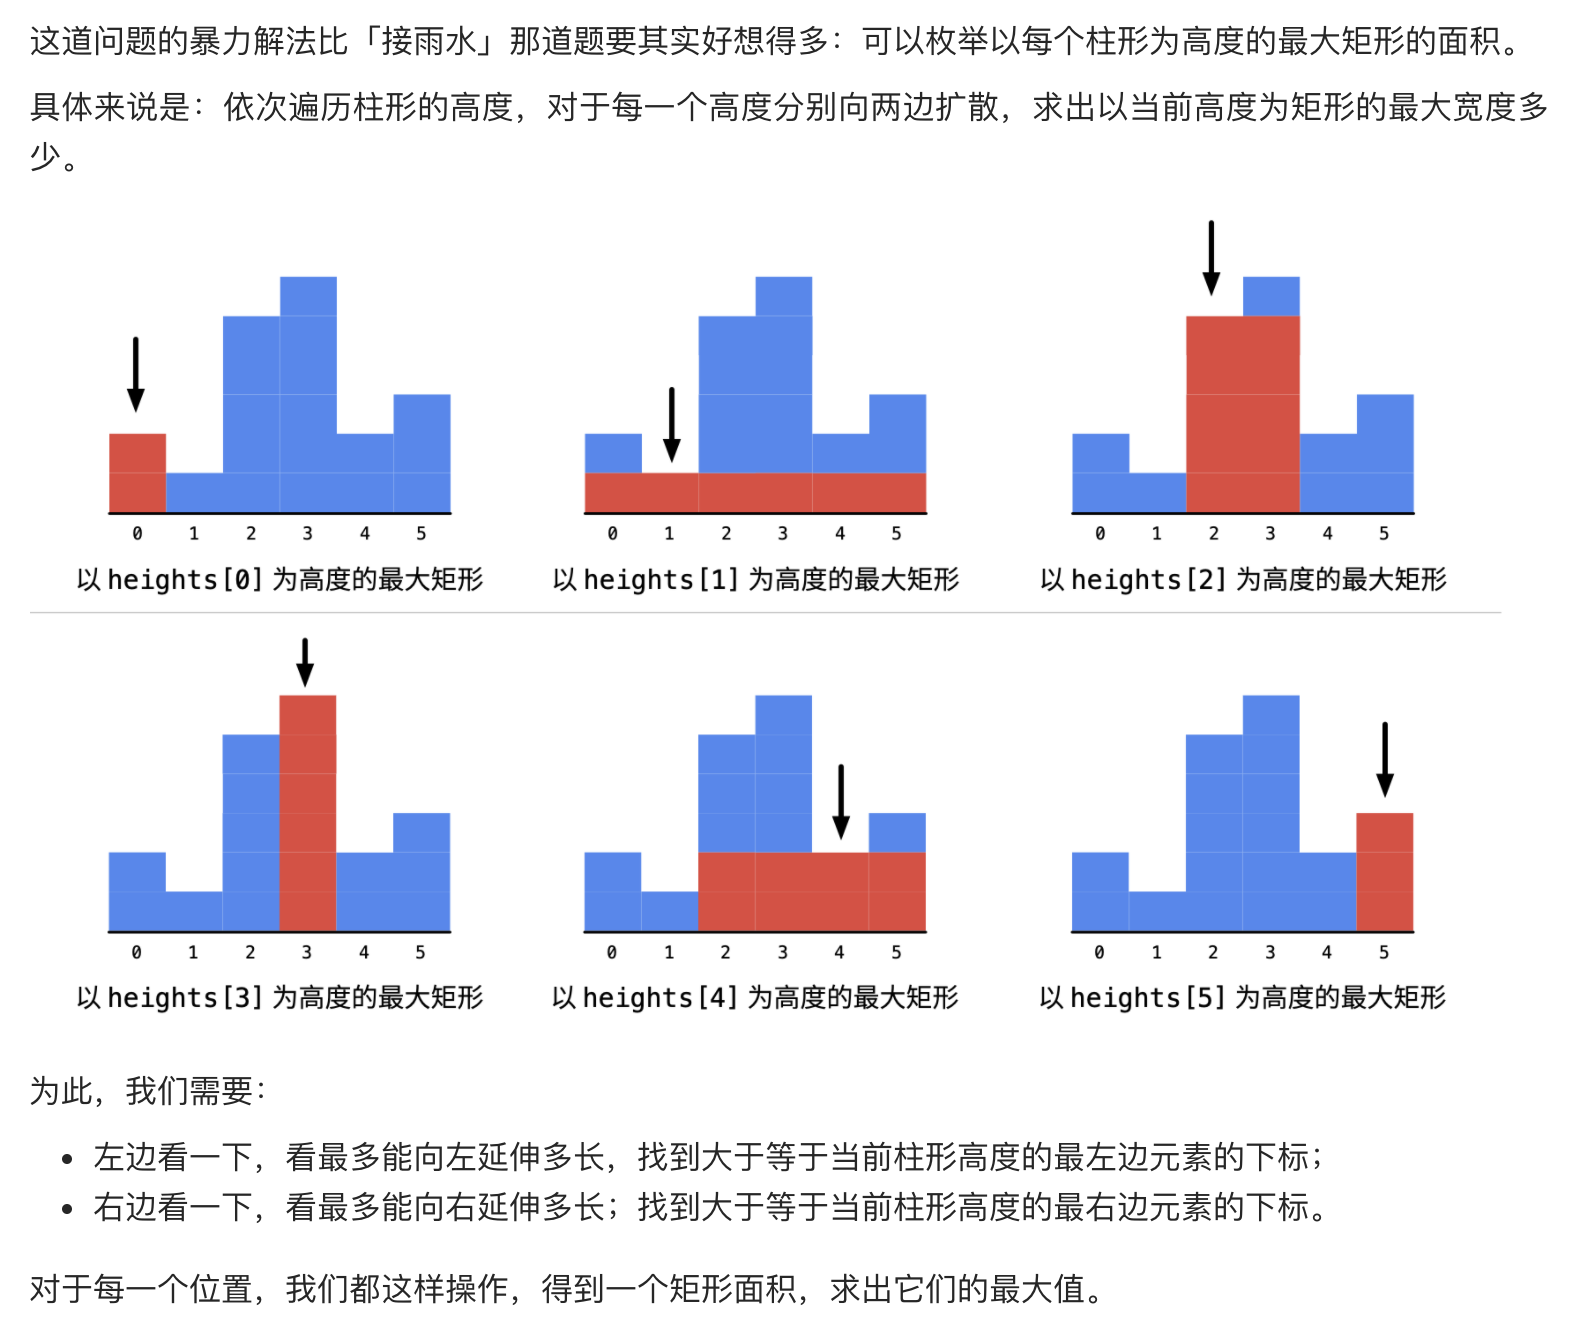 这道问题的暴力解法比「接雨水」那道题要其实好想得多：可以枚举以每个柱形为高度的最大矩形的面积。
具体来说是：依次遍历柱形的高度，对于每一个高度分别向两边扩散，求出以当前高度为矩形的最大宽度多
少。
0 1 2 3 4 5
0 1 2 3 4 5
0 1 2 3 4 5
以 heights[0] 为高度的最大矩形
以 heights[1] 为高度的最大矩形
以 heights[2] 为高度的最大矩形
0 1 2 3 4 5
0 1 2 3 4 5
0 1 2 3 4 5
以 heights[3] 为高度的最大矩形
以 heights[4] 为高度的最大矩形
以 heights[5] 为高度的最大矩形
为此，我们需要：
• 左边看一下，看最多能向左延伸多长，找到大于等于当前柱形高度的最左边元素的下标；
• 右边看一下，看最多能向右延伸多长；找到大于等于当前柱形高度的最右边元素的下标。
对于每一个位置，我们都这样操作，得到一个矩形面积，求出它们的最大值。